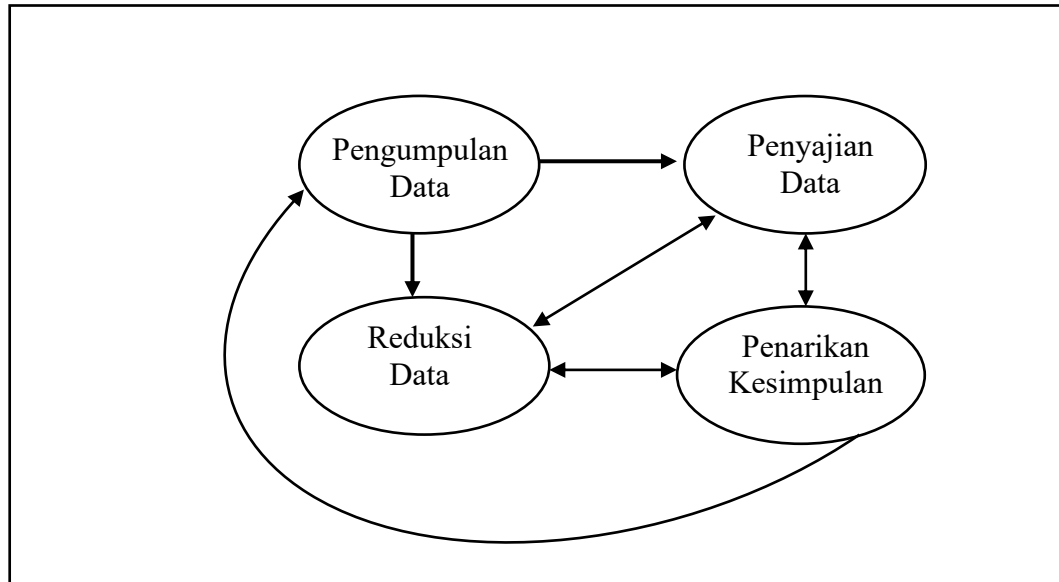 Pengumpulan
Data
Penyajian
Data
Reduksi
Data
Penarikan
Kesimpulan